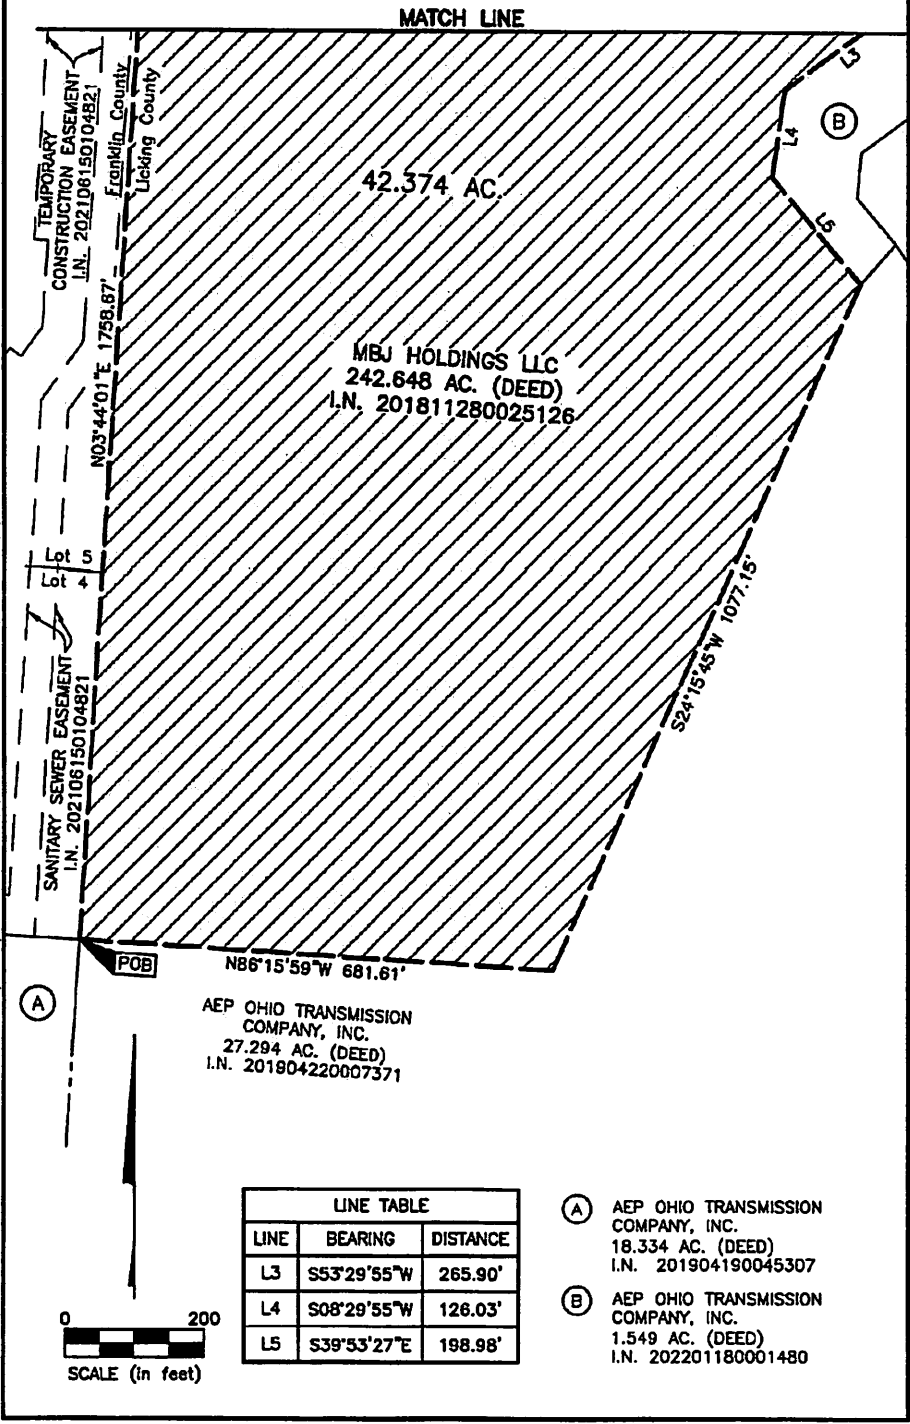 MATCH LINE
TEMPORARY
CONSTRUCTION EASEMENT
I.N. 202106150104821
Franklin County
Licking County
L3
B
L4
L5
42.374 AC.
N03°44'01"E 1758.67'
MBJ HOLDINGS LLC
242.648 AC. (DEED)
I.N. 201811280025126
Lot 5
Lot 4
S24°15'45"W 1077.15'
SANITARY SEWER EASEMENT
I.N. 202106150104821
POB
N86°15'59"W 681.61'
A
AEP OHIO TRANSMISSION
COMPANY, INC.
27.294 AC. (DEED)
I.N. 201904220007371
LINE TABLE
LINE BEARING DISTANCE
L3 S53°29'55"W 265.90'
L4 S08°29'55"W 126.03'
L5 S39°53'27"E 198.98'
A AEP OHIO TRANSMISSION
COMPANY, INC.
18.334 AC. (DEED)
I.N. 201904190045307
B AEP OHIO TRANSMISSION
COMPANY, INC.
1.549 AC. (DEED)
I.N. 202201180001480
0 200
SCALE (in feet)